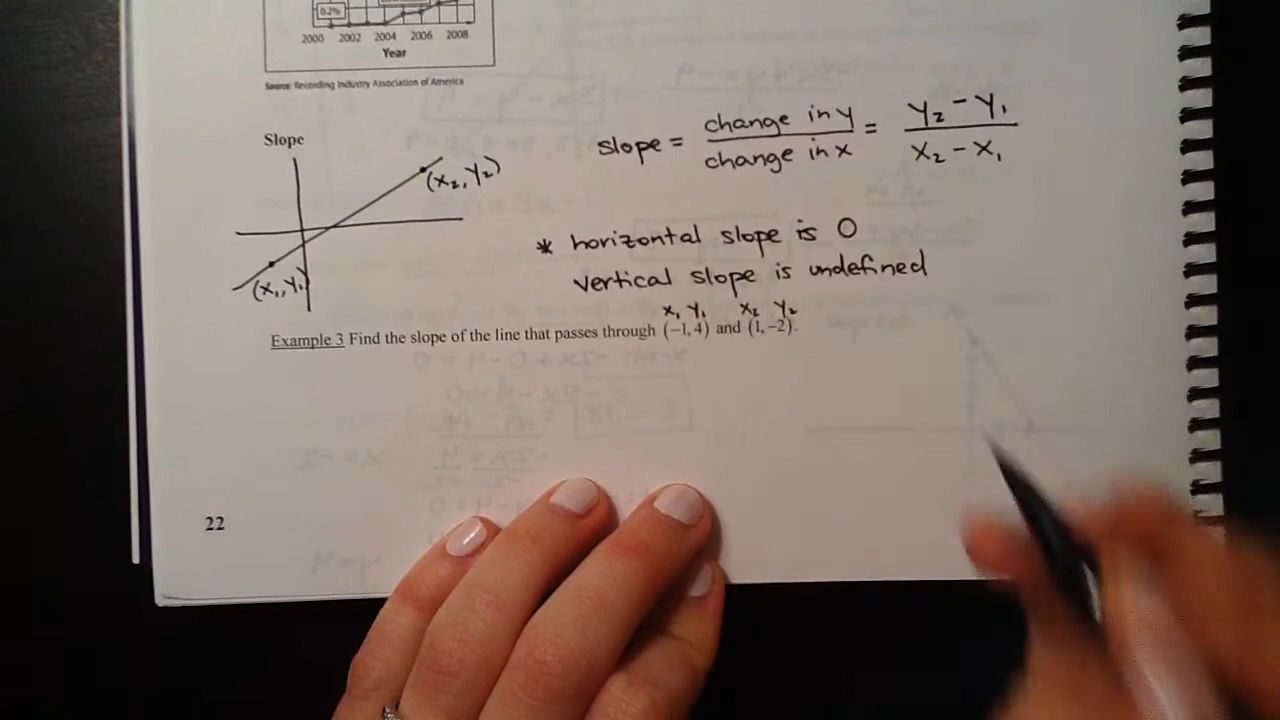 0.2%
2000 2002 2004 2006 2008
Year
Source: Recording Industry Association of America
Slope
slope = change in y / change in x = y₂ - y₁ / x₂ - x₁
(x₂, y₂)
(x₁, y₁)
* horizontal slope is 0
vertical slope is undefined
x₁ y₁ x₂ y₂
Example 3 Find the slope of the line that passes through (−1, 4) and (1, −2).
22